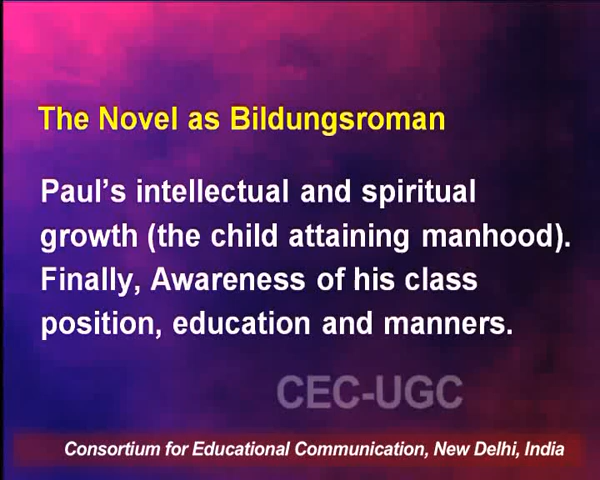 The Novel as Bildungsroman
Paul's intellectual and spiritual
growth (the child attaining manhood).
Finally, Awareness of his class
position, education and manners.
CEC-UGC
Consortium for Educational Communication, New Delhi, India